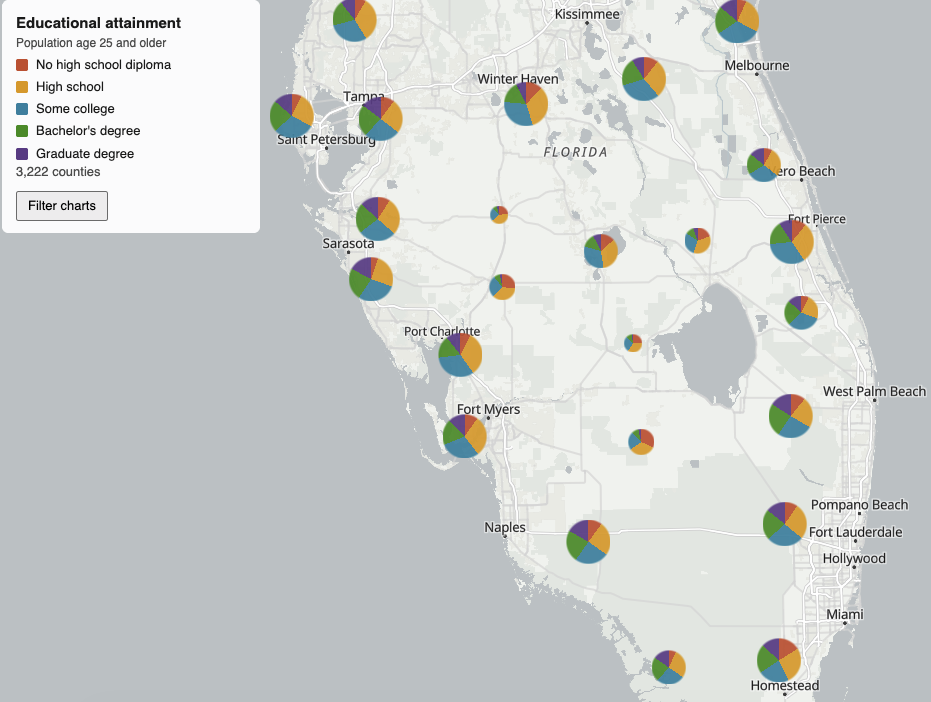 Educational attainment
Population age 25 and older
No high school diploma
High school
Some college
Bachelor's degree
Graduate degree
3,222 counties
Filter charts
Kissimmee
Melbourne
Winter Haven
Tampa
Saint Petersburg
FLORIDA
ero Beach
Fort Pierce
Sarasota
Port Charlotte
West Palm Beach
Fort Myers
Pompano Beach
Naples
Fort Lauderdale
Hollywood
Miami
Homestead